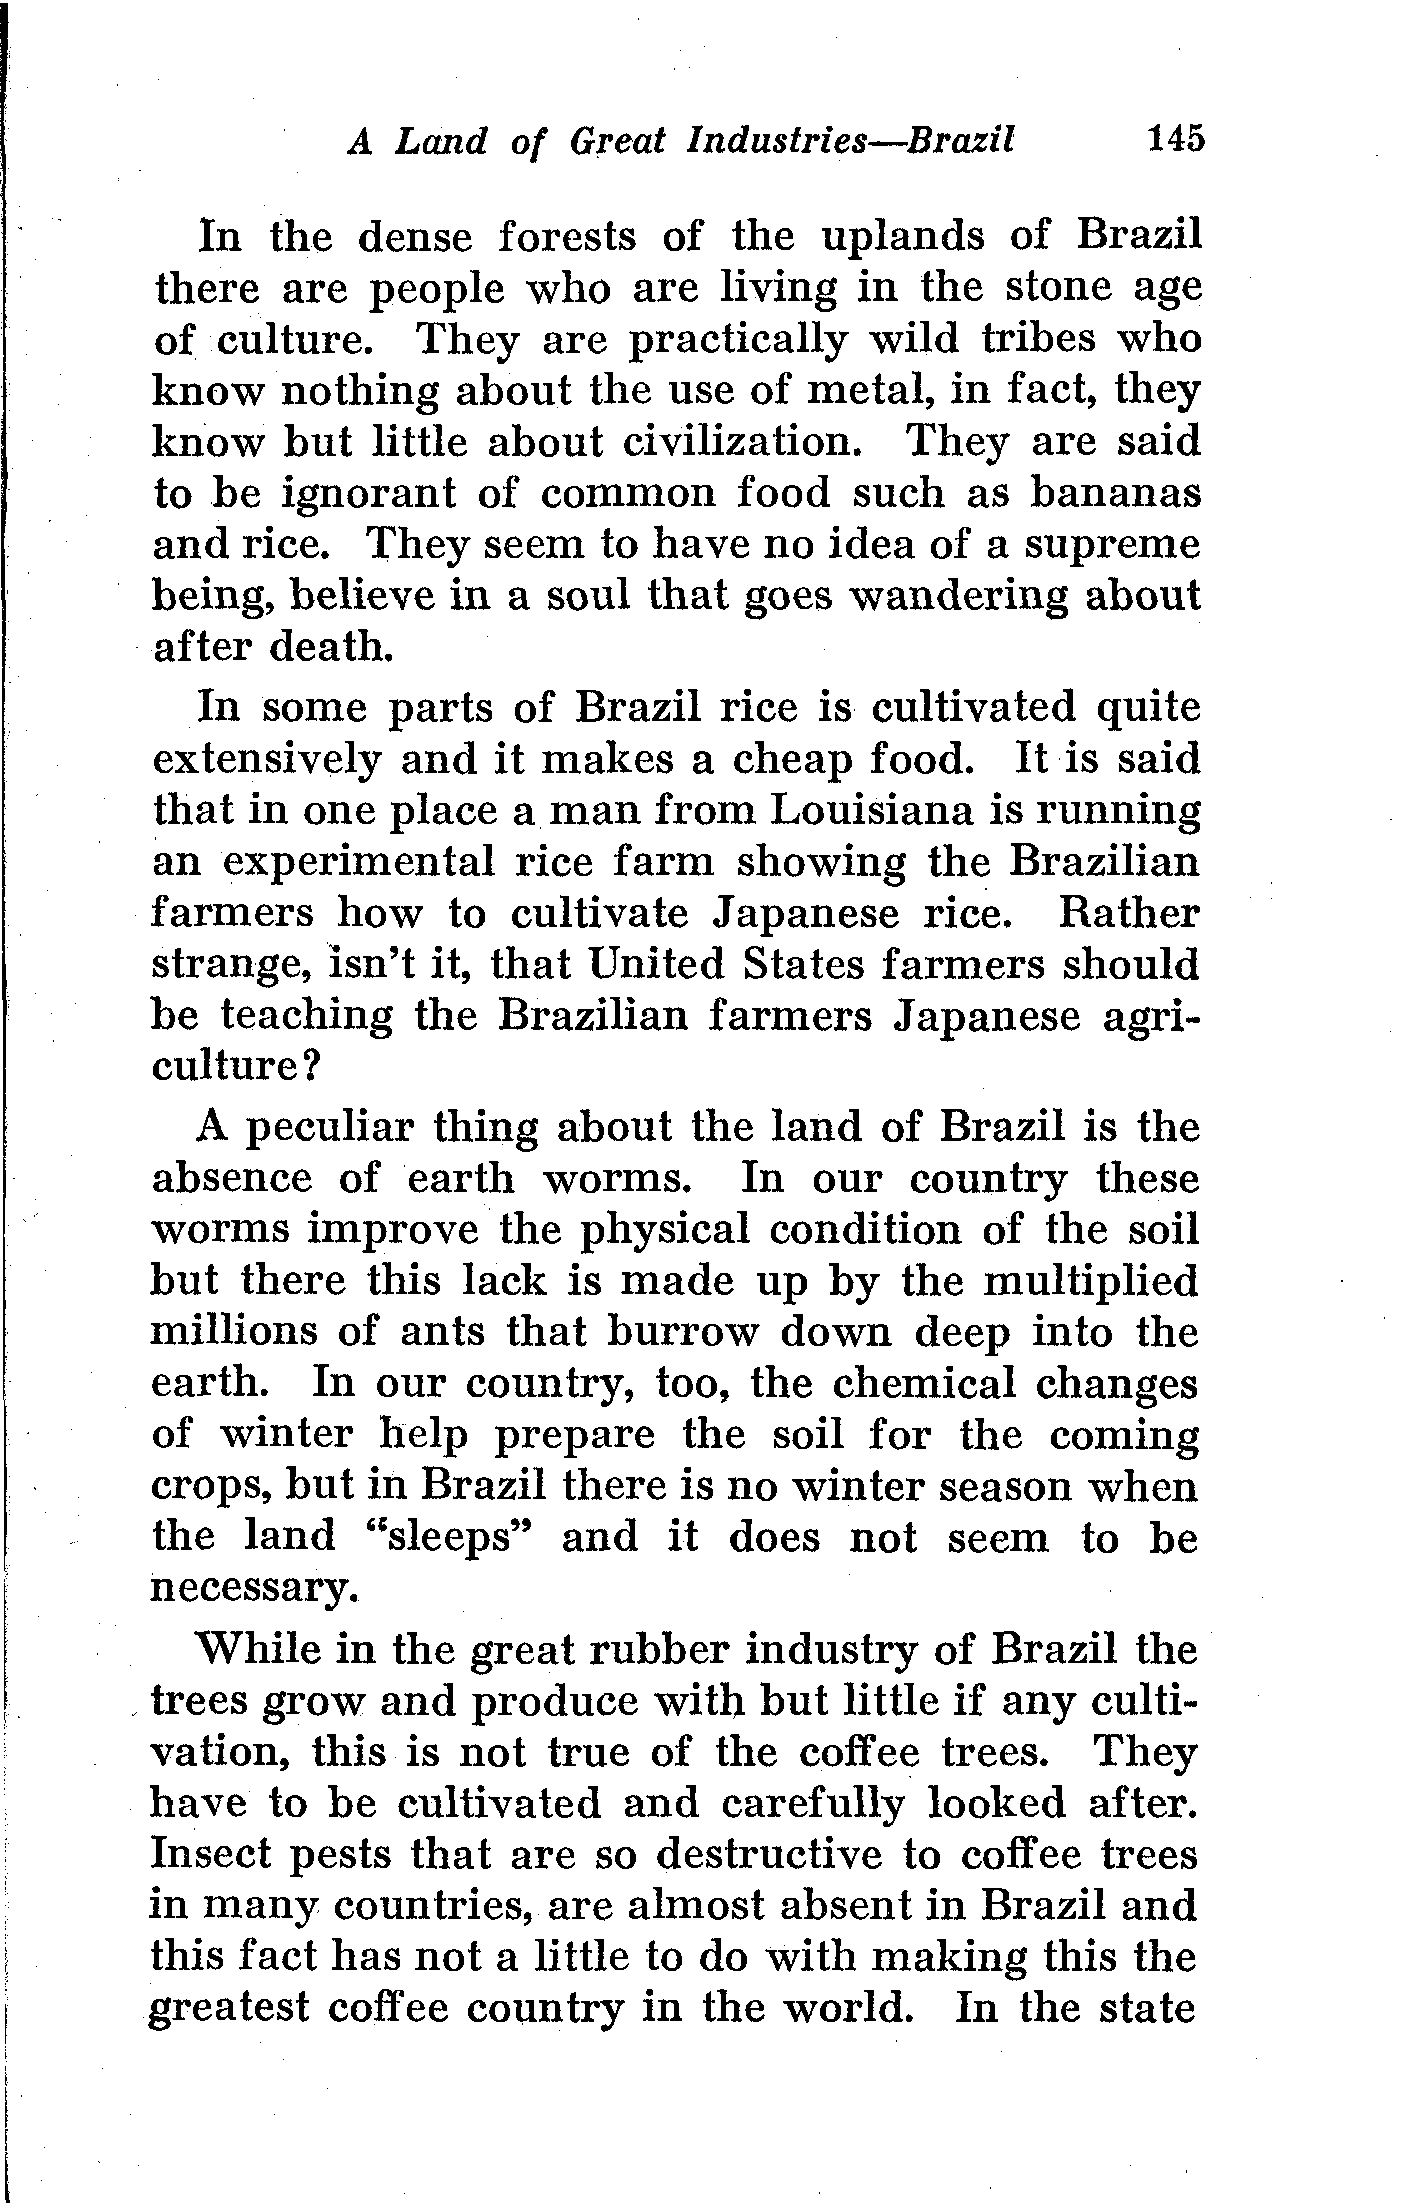 A Land of Great Industries—Brazil 145
In the dense forests of the uplands of Brazil
there are people who are living in the stone age
of culture. They are practically wild tribes who
know nothing about the use of metal, in fact, they
know but little about civilization. They are said
to be ignorant of common food such as bananas
and rice. They seem to have no idea of a supreme
being, believe in a soul that goes wandering about
after death.
In some parts of Brazil rice is cultivated quite
extensively and it makes a cheap food. It is said
that in one place a man from Louisiana is running
an experimental rice farm showing the Brazilian
farmers how to cultivate Japanese rice. Rather
strange, isn't it, that United States farmers should
be teaching the Brazilian farmers Japanese agri-
culture?
A peculiar thing about the land of Brazil is the
absence of earth worms. In our country these
worms improve the physical condition of the soil
but there this lack is made up by the multiplied
millions of ants that burrow down deep into the
earth. In our country, too, the chemical changes
of winter help prepare the soil for the coming
crops, but in Brazil there is no winter season when
the land “sleeps” and it does not seem to be
necessary.
While in the great rubber industry of Brazil the
trees grow and produce with but little if any culti-
vation, this is not true of the coffee trees. They
have to be cultivated and carefully looked after.
Insect pests that are so destructive to coffee trees
in many countries, are almost absent in Brazil and
this fact has not a little to do with making this the
greatest coffee country in the world. In the state